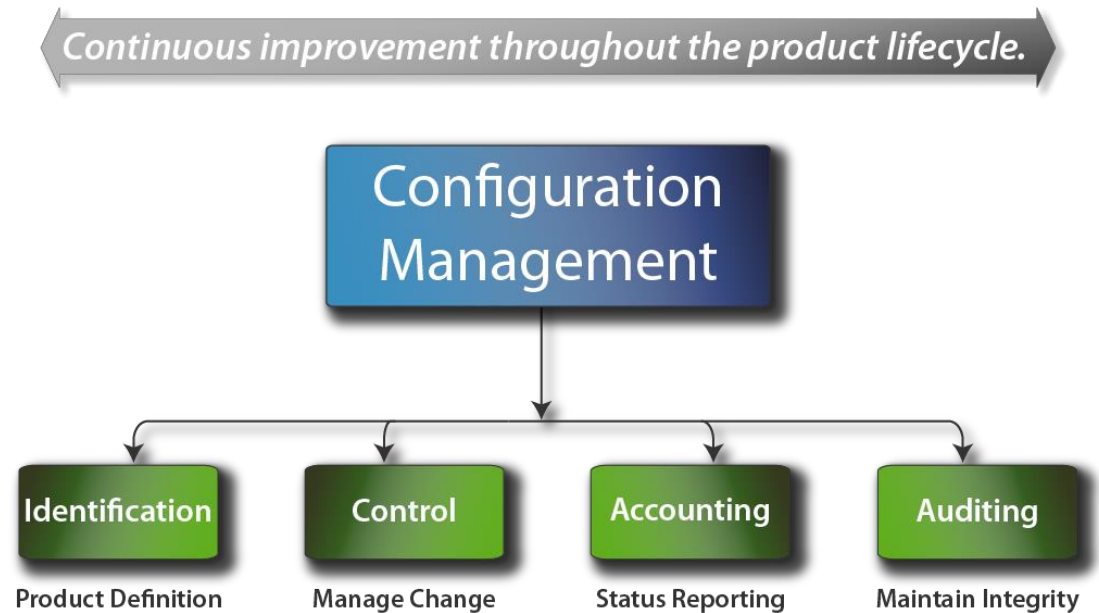 Continuous improvement throughout the product lifecycle.
Configuration
Management
Identification
Control
Accounting
Auditing
Product Definition
Manage Change
Status Reporting
Maintain Integrity